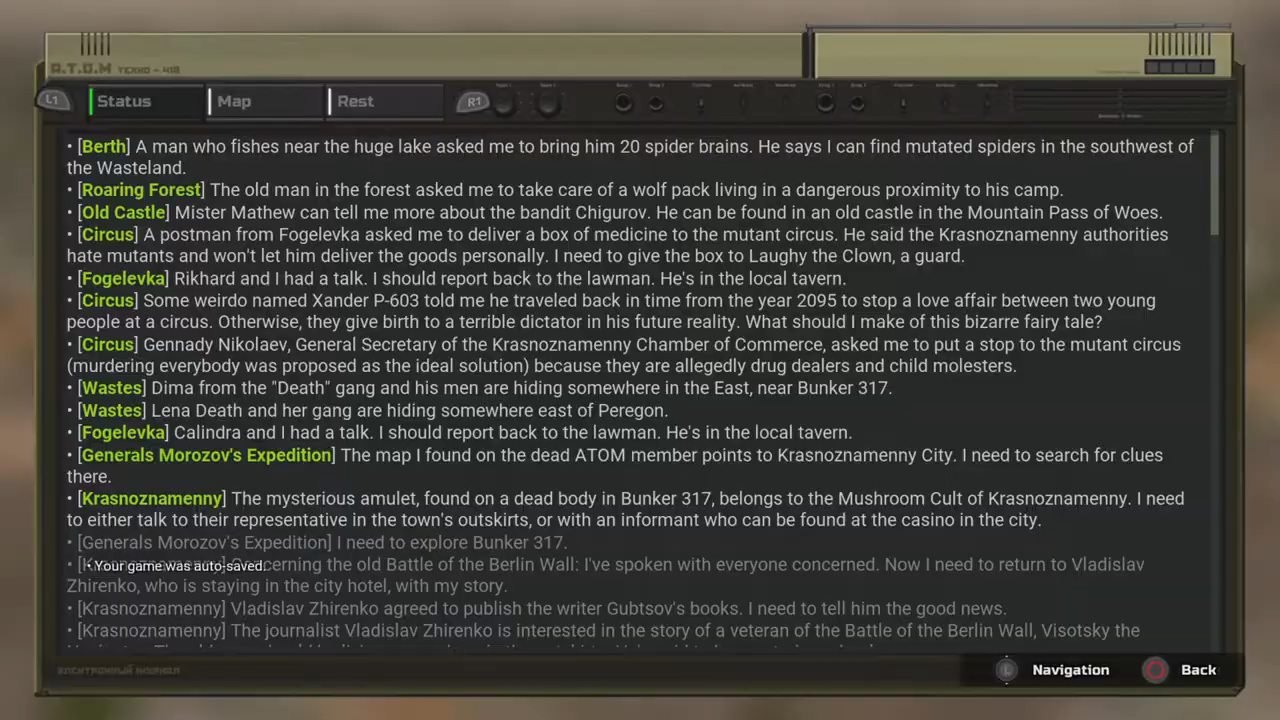 A.T.O.M ТЕХНО - 418
L1
Status
Map
Rest
R1
• [Berth] A man who fishes near the huge lake asked me to bring him 20 spider brains. He says I can find mutated spiders in the southwest of
the Wasteland.
• [Roaring Forest] The old man in the forest asked me to take care of a wolf pack living in a dangerous proximity to his camp.
• [Old Castle] Mister Mathew can tell me more about the bandit Chigurov. He can be found in an old castle in the Mountain Pass of Woes.
• [Circus] A postman from Fogelevka asked me to deliver a box of medicine to the mutant circus. He said the Krasnoznamenny authorities
hate mutants and won't let him deliver the goods personally. I need to give the box to Laughy the Clown, a guard.
• [Fogelevka] Rikhard and I had a talk. I should report back to the lawman. He's in the local tavern.
• [Circus] Some weirdo named Xander P-603 told me he traveled back in time from the year 2095 to stop a love affair between two young
people at a circus. Otherwise, they give birth to a terrible dictator in his future reality. What should I make of this bizarre fairy tale?
• [Circus] Gennady Nikolaev, General Secretary of the Krasnoznamenny Chamber of Commerce, asked me to put a stop to the mutant circus
(murdering everybody was proposed as the ideal solution) because they are allegedly drug dealers and child molesters.
• [Wastes] Dima from the "Death" gang and his men are hiding somewhere in the East, near Bunker 317.
• [Wastes] Lena Death and her gang are hiding somewhere east of Peregon.
• [Fogelevka] Calindra and I had a talk. I should report back to the lawman. He's in the local tavern.
• [Generals Morozov's Expedition] The map I found on the dead ATOM member points to Krasnoznamenny City. I need to search for clues
there.
• [Krasnoznamenny] The mysterious amulet, found on a dead body in Bunker 317, belongs to the Mushroom Cult of Krasnoznamenny. I need
to either talk to their representative in the town's outskirts, or with an informant who can be found at the casino in the city.
• [Generals Morozov's Expedition] I need to explore Bunker 317.
• Your game was auto-saved.
Concerning the old Battle of the Berlin Wall: I've spoken with everyone concerned. Now I need to return to Vladislav
Zhirenko, who is staying in the city hotel, with my story.
• [Krasnoznamenny] Vladislav Zhirenko agreed to publish the writer Gubtsov's books. I need to tell him the good news.
• [Krasnoznamenny] The journalist Vladislav Zhirenko is interested in the story of a veteran of the Battle of the Berlin Wall, Visotsky the
ЭЛЕКТРОННЫЙ ЖУРНАЛ
L Navigation
Back